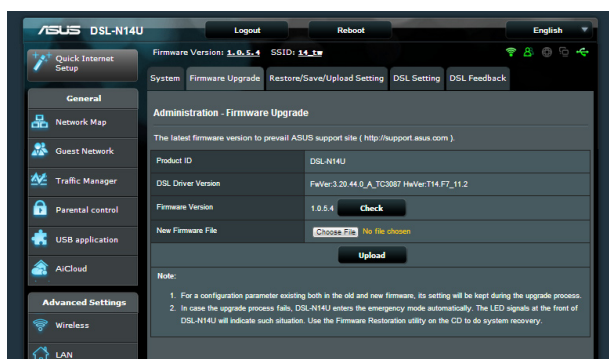 ASUS DSL-N14U Logout Reboot English
Quick Internet Setup
Firmware Version: 1.0.5.4 SSID: 14_tw
System Firmware Upgrade Restore/Save/Upload Setting DSL Setting DSL Feedback
General
Network Map
Guest Network
Traffic Manager
Parental control
USB application
AiCloud
Advanced Settings
Wireless
LAN
Administration - Firmware Upgrade
The latest firmware version to prevail ASUS support site ( http://support.asus.com ).
Product ID DSL-N14U
DSL Driver Version FwVer:3.20.44.0_A_TC3087 HwVer:T14.F7_11.2
Firmware Version 1.0.5.4 Check
New Firmware File Choose File No file chosen
Upload
Note:
1. For a configuration parameter existing both in the old and new firmware, its setting will be kept during the upgrade process.
2. In case the upgrade process fails, DSL-N14U enters the emergency mode automatically. The LED signals at the front of
DSL-N14U will indicate such situation. Use the Firmware Restoration utility on the CD to do system recovery.